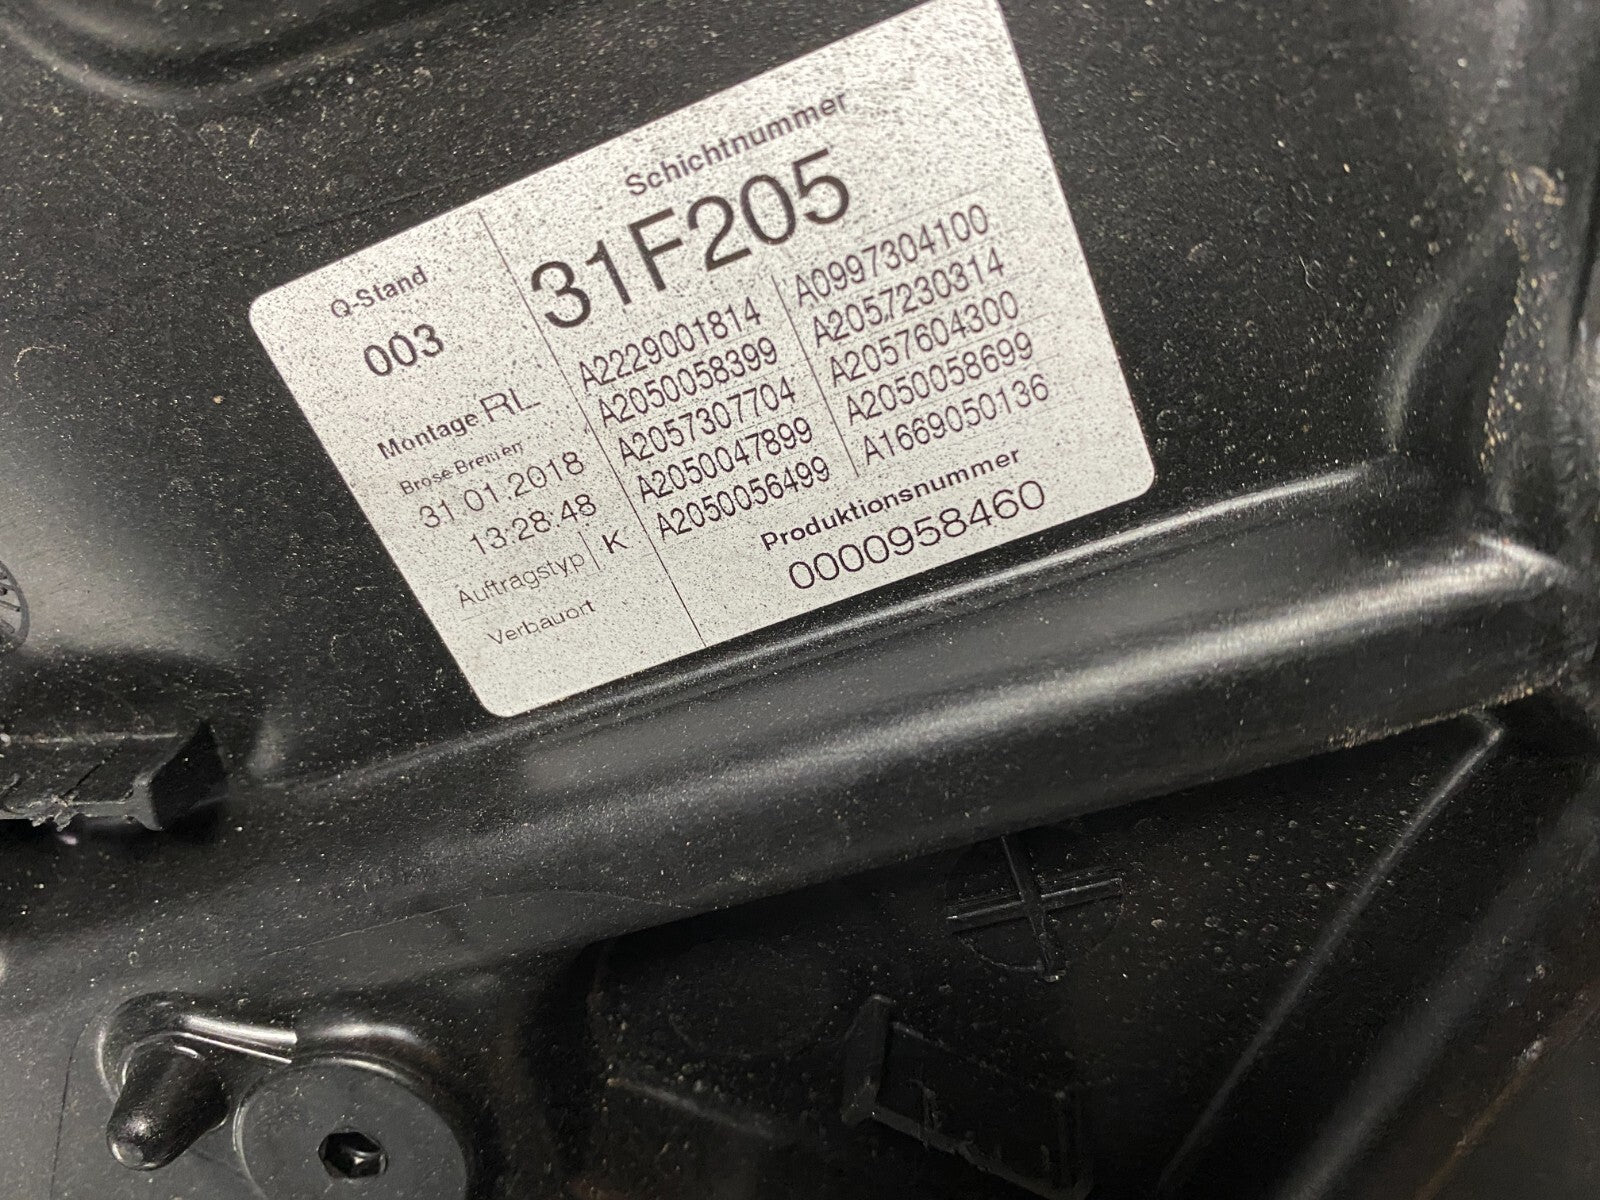 Schichtnummer
31F205
Q-Stand
003
Montage RL
Brose Bremen
31.01.2018
13:28:48
Auftragstyp K
Verbauort
A2229001814
A2050058399
A2057307704
A2050047899
A2050056499
A0997304100
A2057230314
A2057604300
A2050058699
A1669050136
Produktionsnummer
0000958460